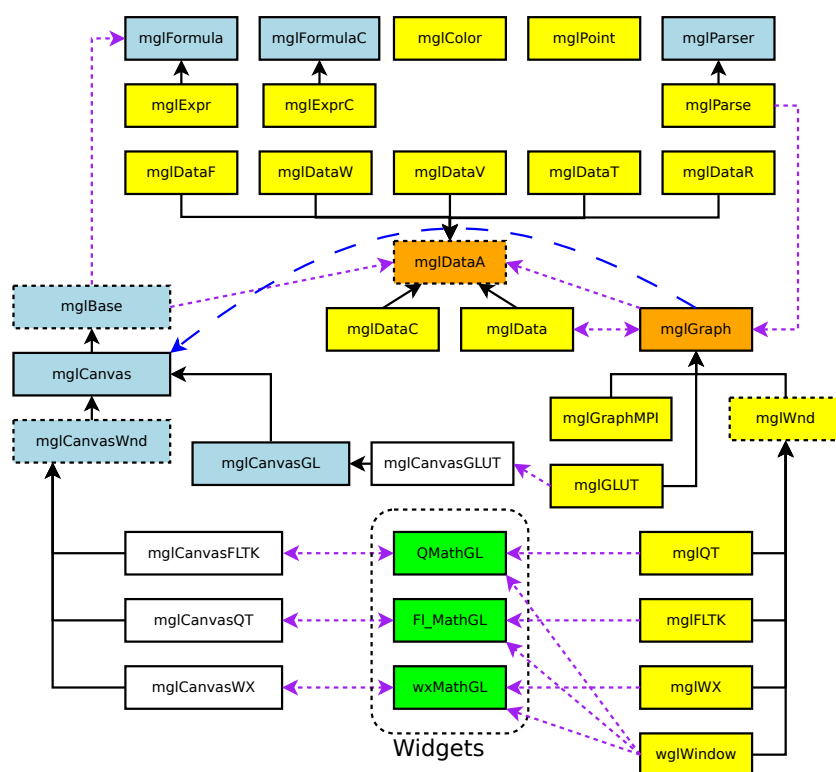 mglFormula
mglFormulaC
mglColor
mglPoint
mglParser
mglExpr
mglExprC
mglParse
mglDataF
mglDataW
mglDataV
mglDataT
mglDataR
mglDataA
mglBase
mglDataC
mglData
mglGraph
mglCanvas
mglGraphMPI
mglWnd
mglCanvasWnd
mglCanvasGL
mglCanvasGLUT
mglGLUT
mglCanvasFLTK
QMathGL
mglQT
mglCanvasQT
Fl_MathGL
mglFLTK
mglCanvasWX
wxMathGL
mglWX
Widgets
wglWindow